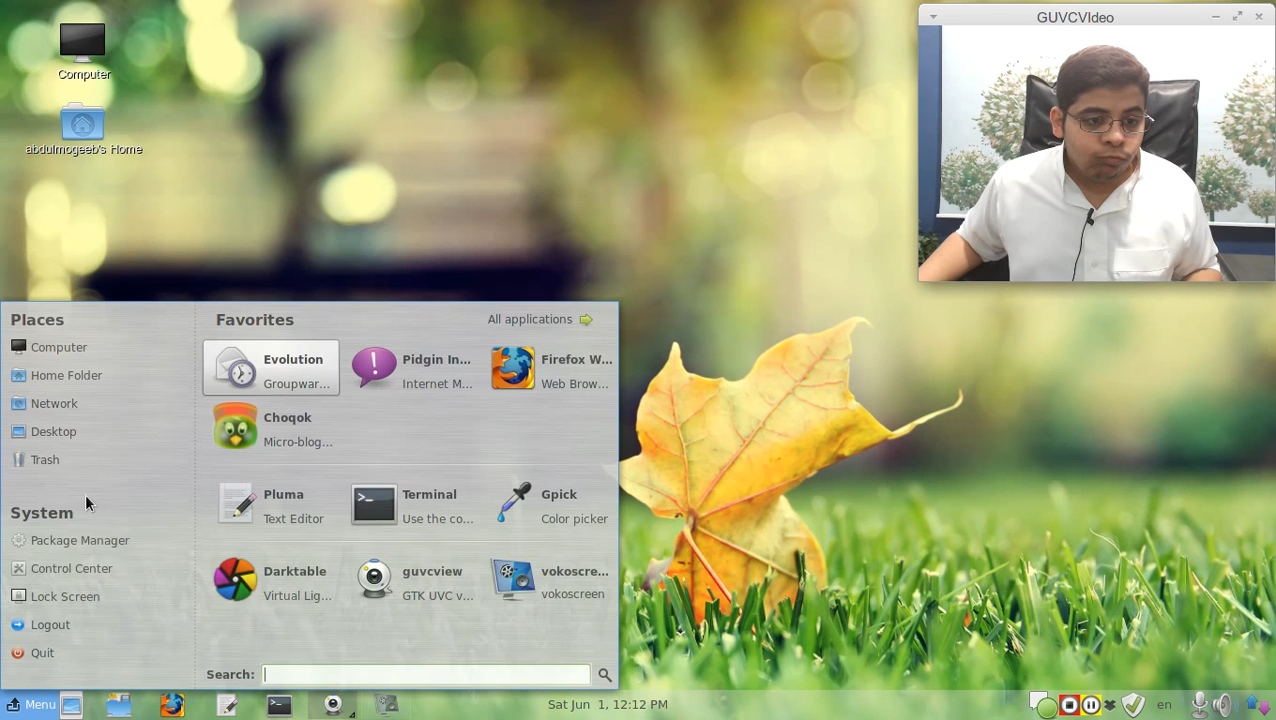 Computer
abdulmogeeb's Home
GUVCVIdeo
Places
Computer
Home Folder
Network
Desktop
Trash
System
Package Manager
Control Center
Lock Screen
Logout
Quit
Favorites
All applications
Evolution
Groupwar...
Pidgin In...
Internet M...
Firefox W...
Web Brow...
Choqok
Micro-blog...
Pluma
Text Editor
Terminal
Use the co...
Gpick
Color picker
Darktable
Virtual Lig...
guvcview
GTK UVC v...
vokoscre...
vokoscreen
Search:
Menu
Sat Jun 1, 12:12 PM
en